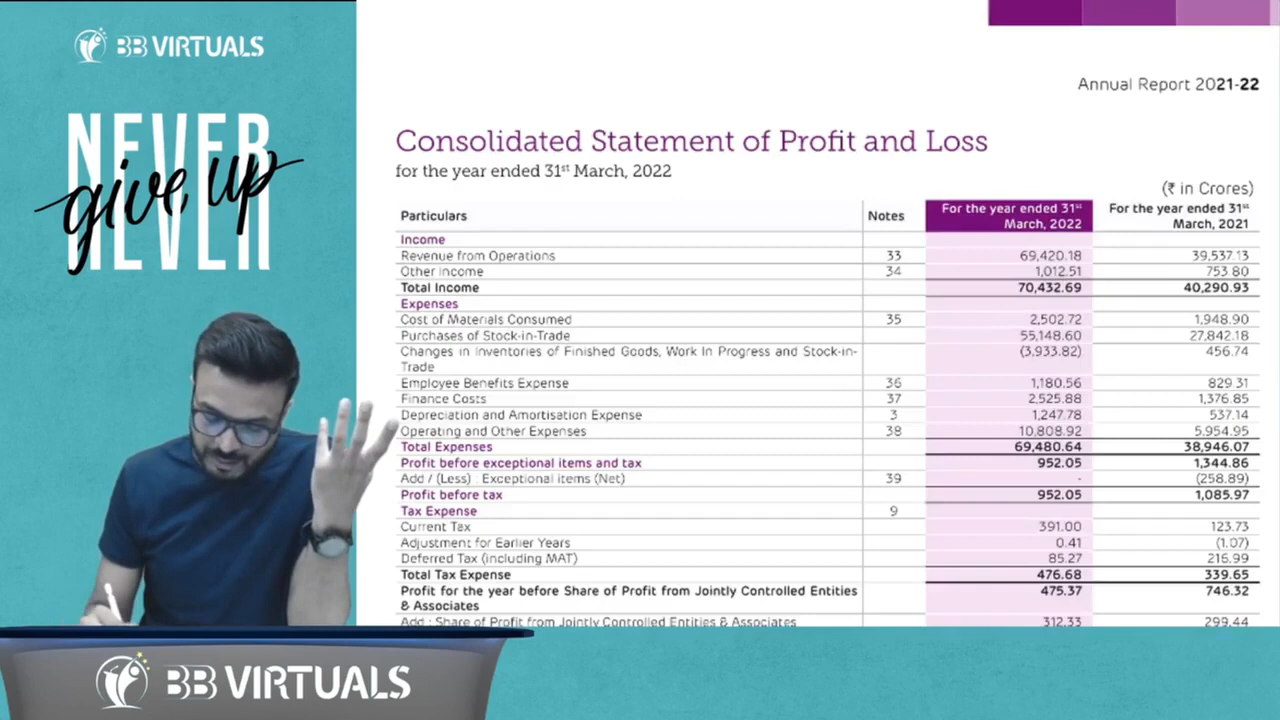 BB VIRTUALS
NEVER
give up
NEVER
Annual Report 2021-22
Consolidated Statement of Profit and Loss
for the year ended 31st March, 2022
(₹ in Crores)
Particulars Notes For the year ended 31st March, 2022 For the year ended 31st March, 2021
Income
Revenue from Operations 33 69,420.18 39,537.13
Other Income 34 1,012.51 753.80
Total Income 70,432.69 40,290.93
Expenses
Cost of Materials Consumed 35 2,502.72 1,948.90
Purchases of Stock-in-Trade 55,148.60 27,842.18
Changes in Inventories of Finished Goods, Work In Progress and Stock-in- (3,933.82) 456.74
Trade
Employee Benefits Expense 36 1,180.56 829.31
Finance Costs 37 2,525.88 1,376.85
Depreciation and Amortisation Expense 3 1,247.78 537.14
Operating and Other Expenses 38 10,808.92 5,954.95
Total Expenses 69,480.64 38,946.07
Profit before exceptional items and tax 952.05 1,344.86
Add / (Less) : Exceptional items (Net) 39 - (258.89)
Profit before tax 952.05 1,085.97
Tax Expense 9
Current Tax 391.00 123.73
Adjustment for Earlier Years 0.41 (1.07)
Deferred Tax (including MAT) 85.27 216.99
Total Tax Expense 476.68 339.65
Profit for the year before Share of Profit from Jointly Controlled Entities 475.37 746.32
& Associates
Add : Share of Profit from Jointly Controlled Entities & Associates 312.33 299.44
BB VIRTUALS